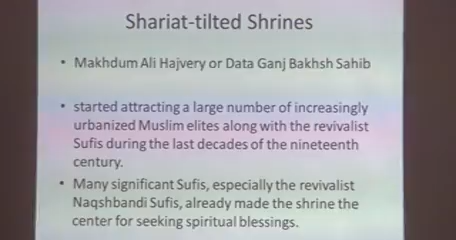 Shariat-tilted Shrines
• Makhdum Ali Hajvery or Data Ganj Bakhsh Sahib
• started attracting a large number of increasingly
urbanized Muslim elites along with the revivalist
Sufis during the last decades of the nineteenth
century.
• Many significant Sufis, especially the revivalist
Naqshbandi Sufis, already made the shrine the
center for seeking spiritual blessings.